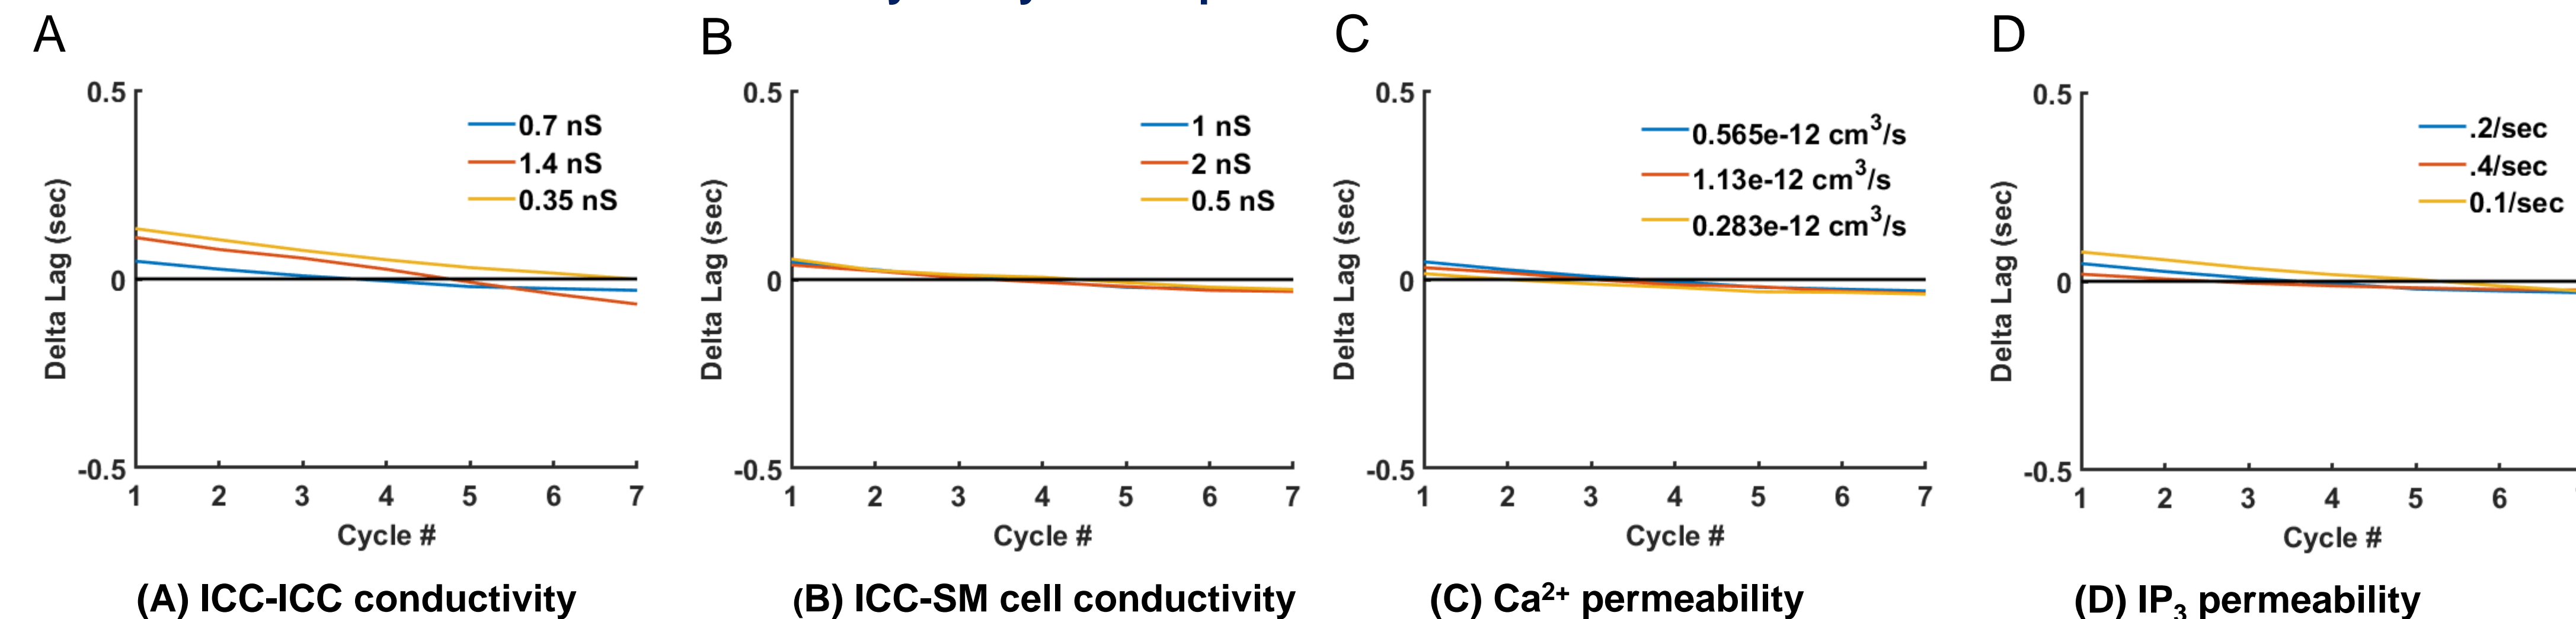 A
0.5
0
-0.5
Delta Lag (sec)
0.7 nS
1.4 nS
0.35 nS
1 2 3 4 5 6 7
Cycle #
(A) ICC-ICC conductivity
B
0.5
0
-0.5
Delta Lag (sec)
1 nS
2 nS
0.5 nS
1 2 3 4 5 6 7
Cycle #
(B) ICC-SM cell conductivity
C
0.5
0
-0.5
Delta Lag (sec)
0.565e-12 cm³/s
1.13e-12 cm³/s
0.283e-12 cm³/s
1 2 3 4 5 6 7
Cycle #
(C) Ca²⁺ permeability
D
0.5
0
-0.5
Delta Lag (sec)
.2/sec
.4/sec
0.1/sec
1 2 3 4 5 6
Cycle #
(D) IP₃ permeability